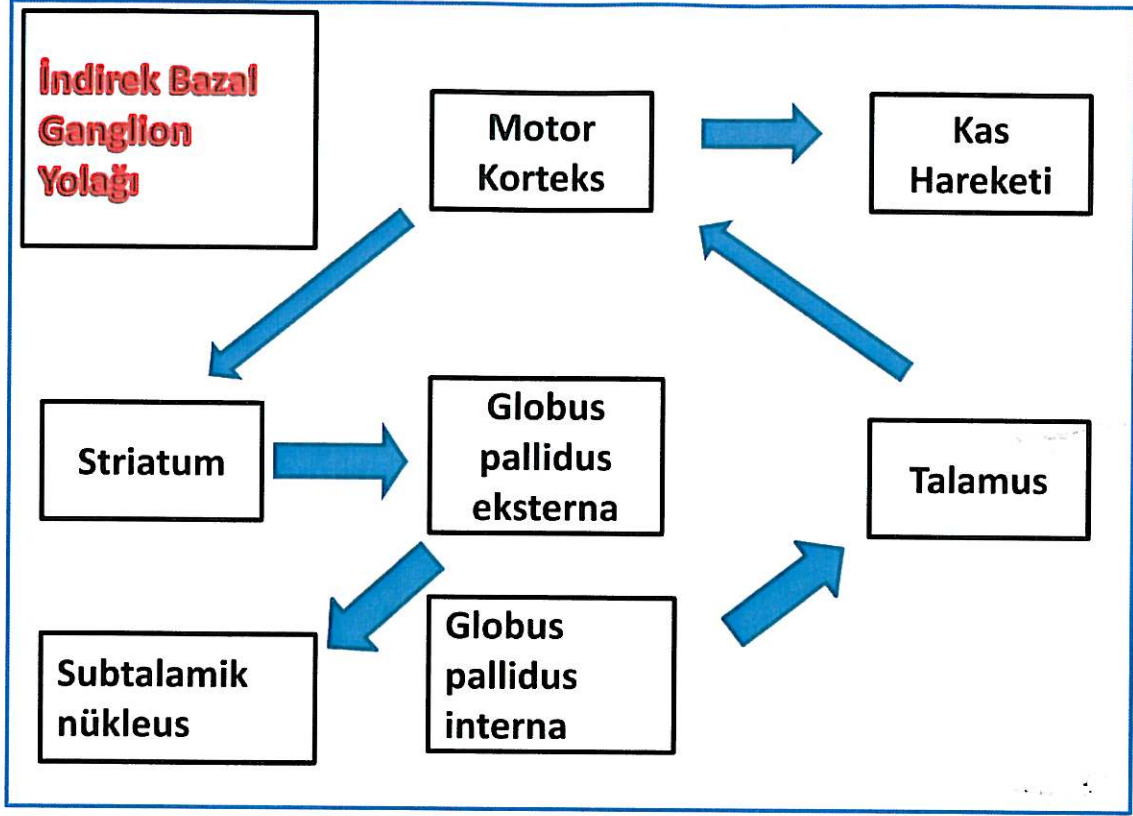 İndirek Bazal
Ganglion
Yolağı
Motor
Korteks
Kas
Hareketi
Striatum
Globus
pallidus
eksterna
Talamus
Subtalamik
nükleus
Globus
pallidus
interna